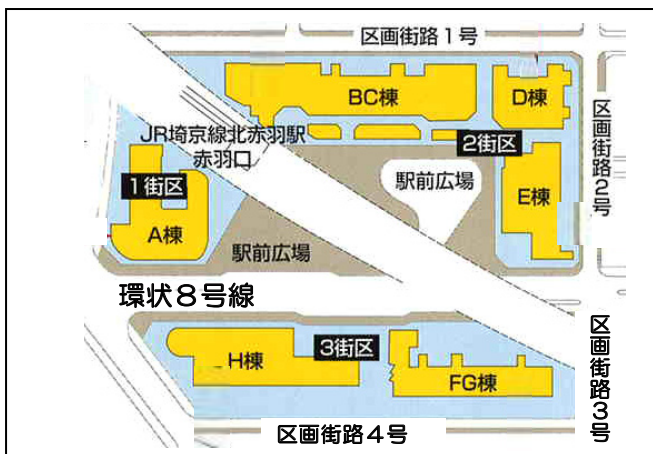 区画街路1号
BC棟
D棟
JR埼京線北赤羽駅
赤羽口
2街区
区画街路2号
1街区
駅前広場
E棟
A棟
駅前広場
環状8号線
3街区
H棟
FG棟
区画街路3号
区画街路4号